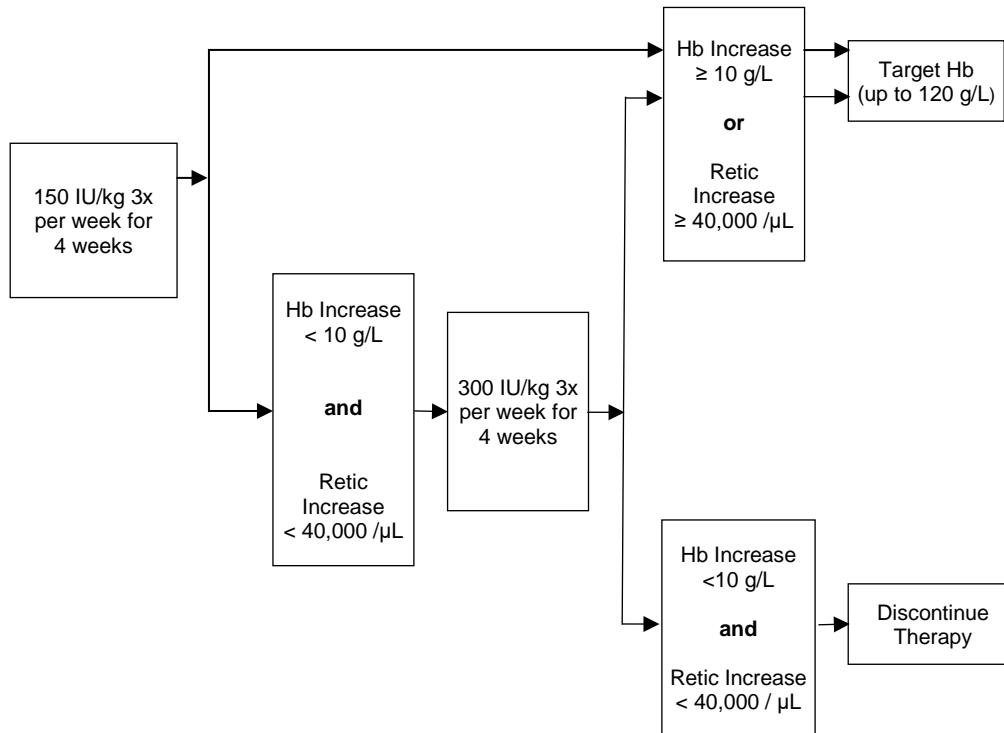 150 IU/kg 3x
per week for
4 weeks
Hb Increase
< 10 g/L
and
Retic
Increase
< 40,000 /µL
300 IU/kg 3x
per week for
4 weeks
Hb Increase
≥ 10 g/L
or
Retic
Increase
≥ 40,000 /µL
Target Hb
(up to 120 g/L)
Hb Increase
<10 g/L
and
Retic Increase
< 40,000 / µL
Discontinue
Therapy